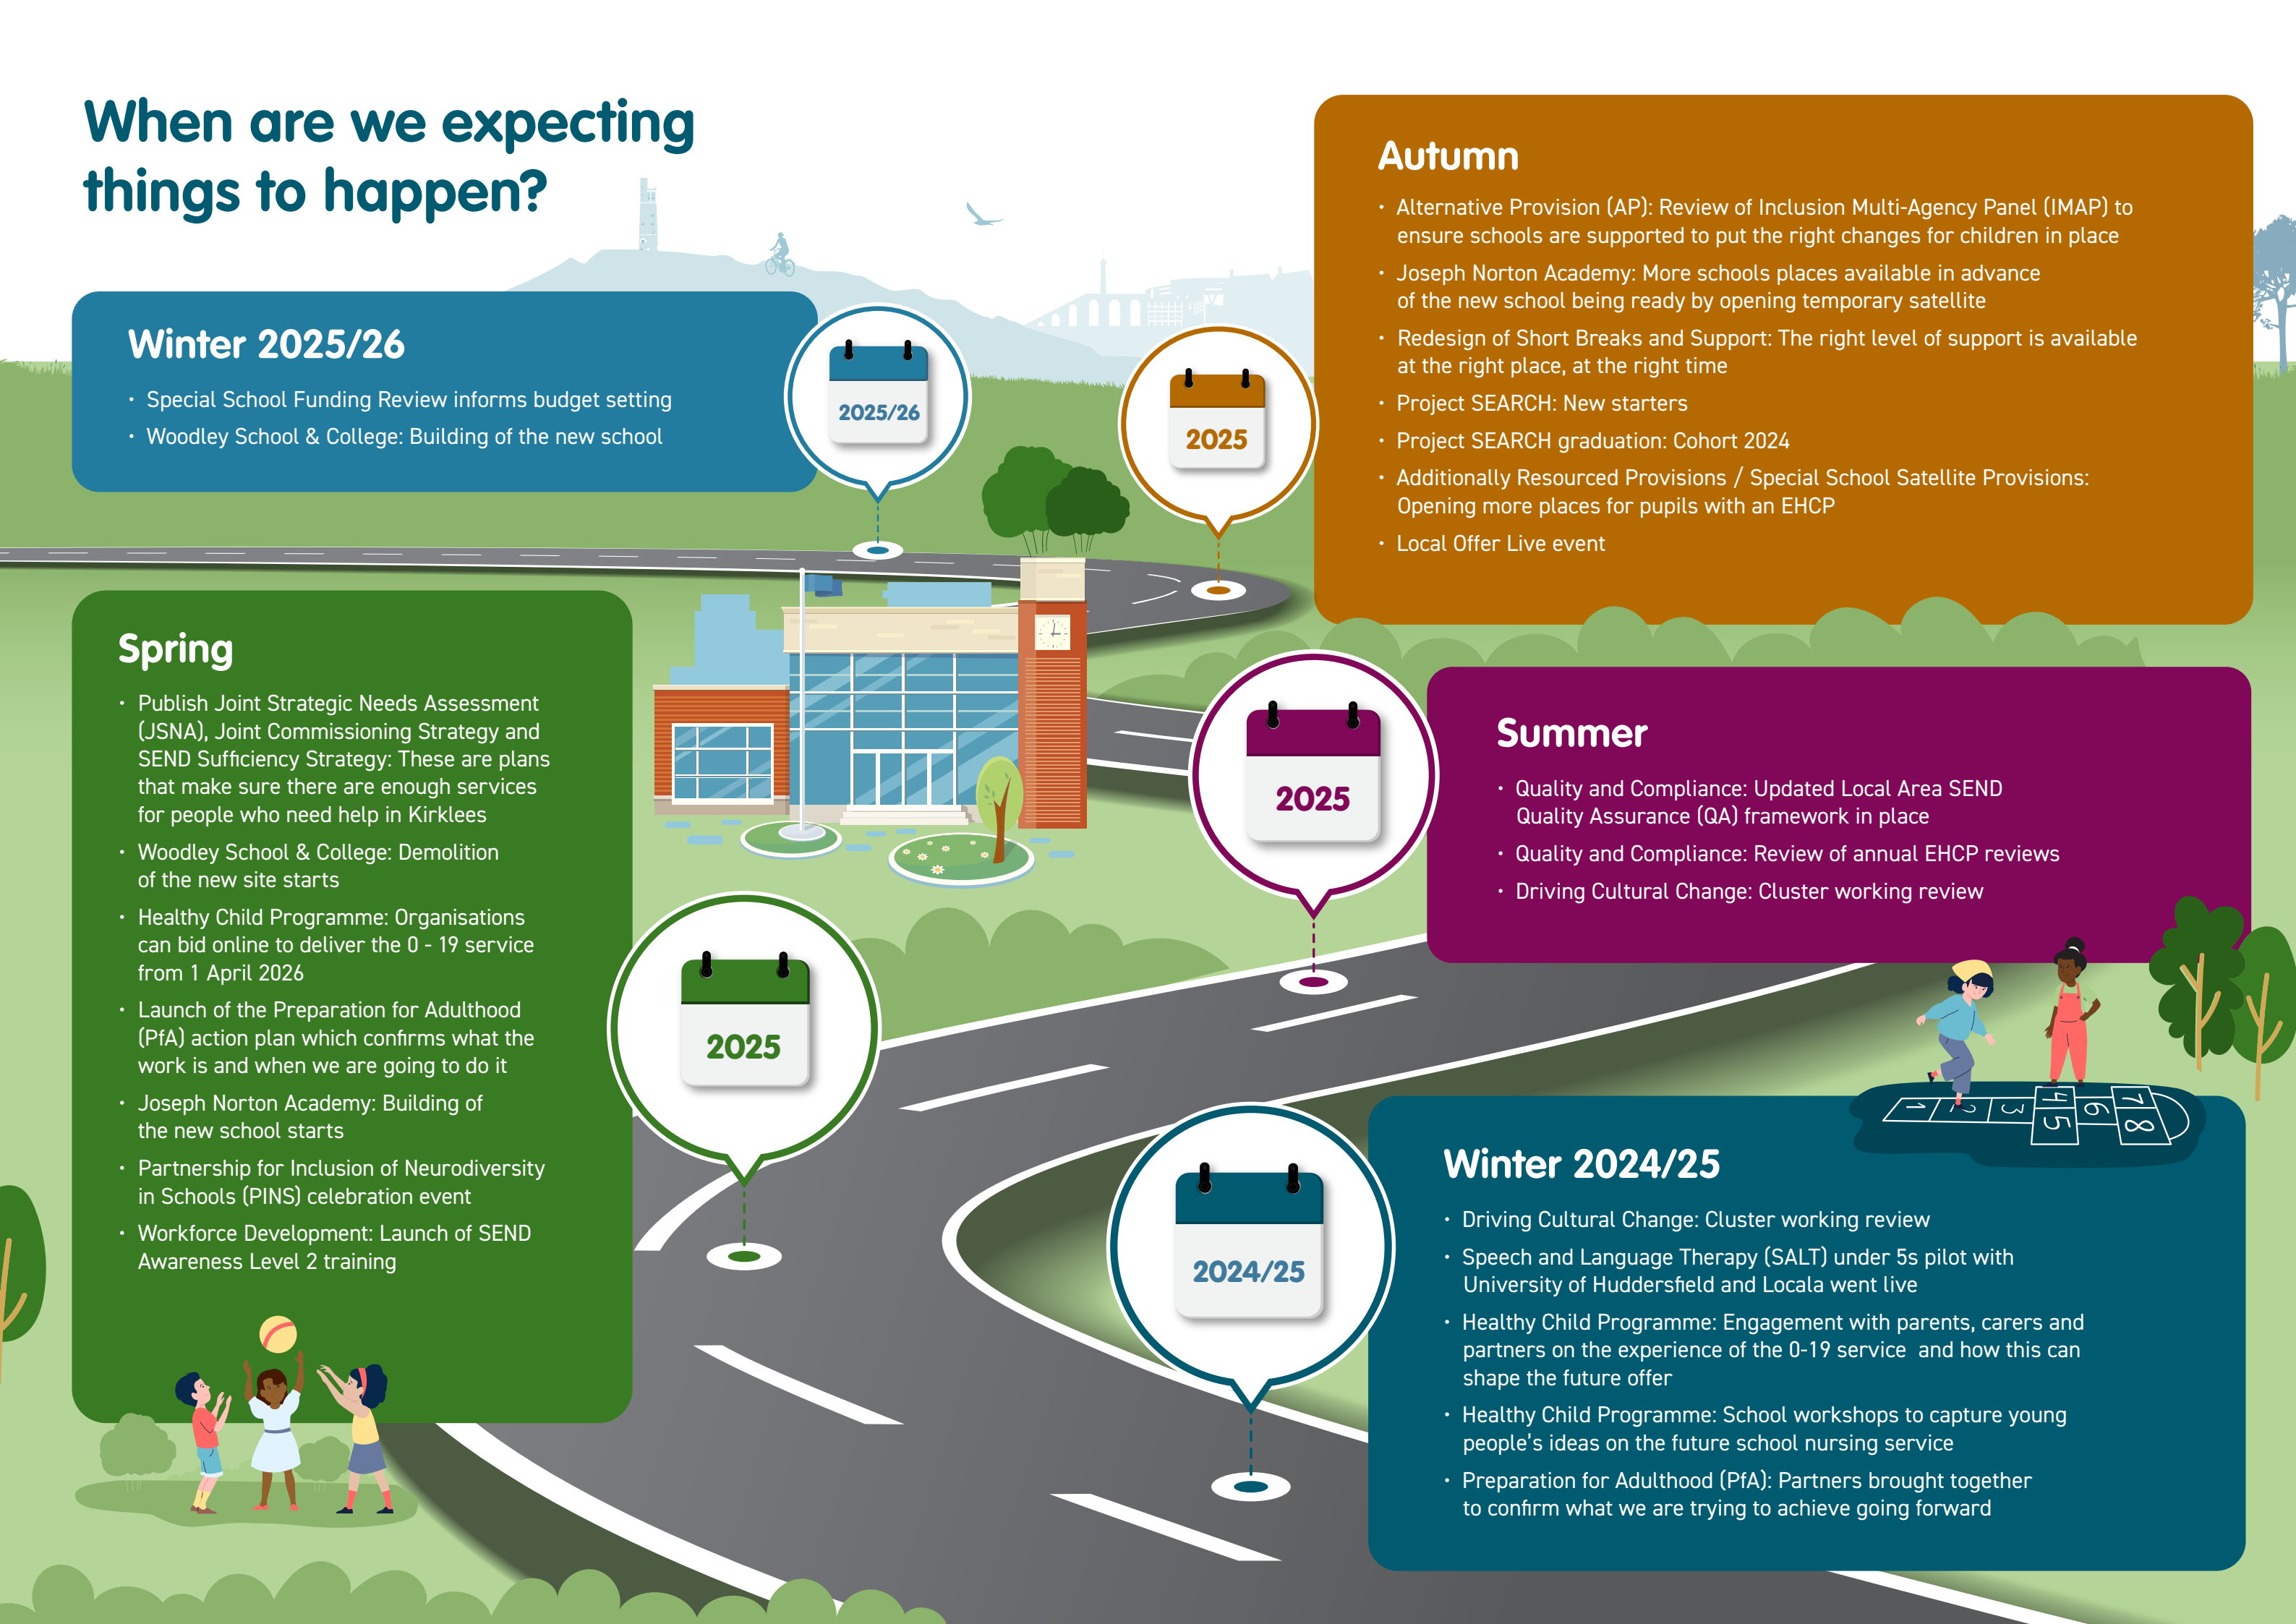 When are we expecting
things to happen?
Winter 2025/26
• Special School Funding Review informs budget setting
• Woodley School & College: Building of the new school
2025/26
2025
Autumn
• Alternative Provision (AP): Review of Inclusion Multi-Agency Panel (IMAP) to
ensure schools are supported to put the right changes for children in place
• Joseph Norton Academy: More schools places available in advance
of the new school being ready by opening temporary satellite
• Redesign of Short Breaks and Support: The right level of support is available
at the right place, at the right time
• Project SEARCH: New starters
• Project SEARCH graduation: Cohort 2024
• Additionally Resourced Provisions / Special School Satellite Provisions:
Opening more places for pupils with an EHCP
• Local Offer Live event
Spring
• Publish Joint Strategic Needs Assessment
(JSNA), Joint Commissioning Strategy and
SEND Sufficiency Strategy: These are plans
that make sure there are enough services
for people who need help in Kirklees
• Woodley School & College: Demolition
of the new site starts
• Healthy Child Programme: Organisations
can bid online to deliver the 0 - 19 service
from 1 April 2026
• Launch of the Preparation for Adulthood
(PfA) action plan which confirms what the
work is and when we are going to do it
• Joseph Norton Academy: Building of
the new school starts
• Partnership for Inclusion of Neurodiversity
in Schools (PINS) celebration event
• Workforce Development: Launch of SEND
Awareness Level 2 training
2025
2025
Summer
• Quality and Compliance: Updated Local Area SEND
Quality Assurance (QA) framework in place
• Quality and Compliance: Review of annual EHCP reviews
• Driving Cultural Change: Cluster working review
1 2 3 4 5 6 7 8
2024/25
Winter 2024/25
• Driving Cultural Change: Cluster working review
• Speech and Language Therapy (SALT) under 5s pilot with
University of Huddersfield and Locala went live
• Healthy Child Programme: Engagement with parents, carers and
partners on the experience of the 0-19 service  and how this can
shape the future offer
• Healthy Child Programme: School workshops to capture young
people's ideas on the future school nursing service
• Preparation for Adulthood (PfA): Partners brought together
to confirm what we are trying to achieve going forward